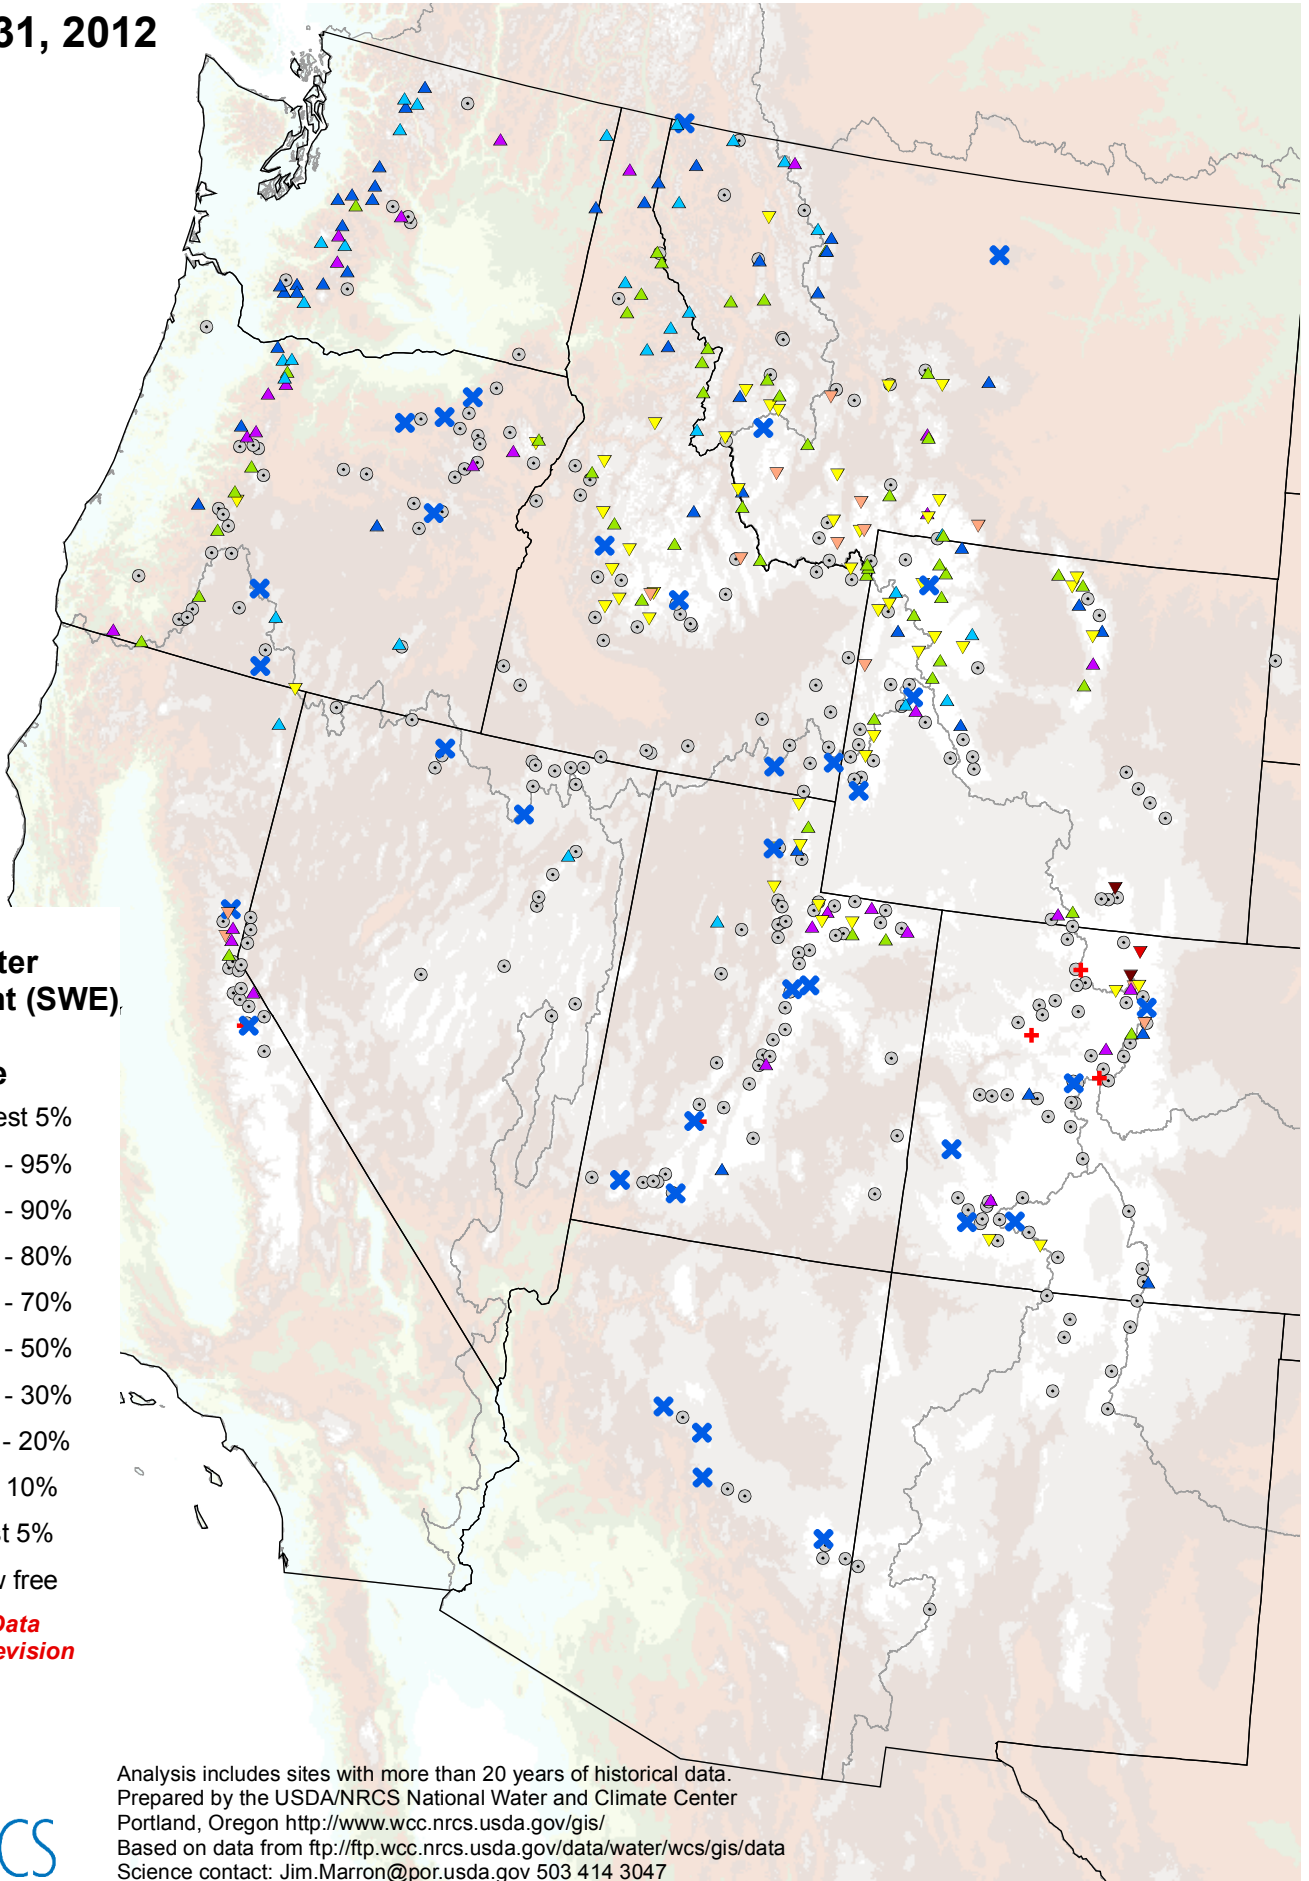 31, 2012
ter
nt (SWE)
e
est 5%
- 95%
- 90%
- 80%
- 70%
- 50%
- 30%
- 20%
10%
t 5%
free
Data
evision
CS
Analysis includes sites with more than 20 years of historical data.
Prepared by the USDA/NRCS National Water and Climate Center
Portland, Oregon http://www.wcc.nrcs.usda.gov/gis/
Based on data from ftp://ftp.wcc.nrcs.usda.gov/data/water/wcs/gis/data
Science contact: Jim.Marron@por.usda.gov 503 414 3047